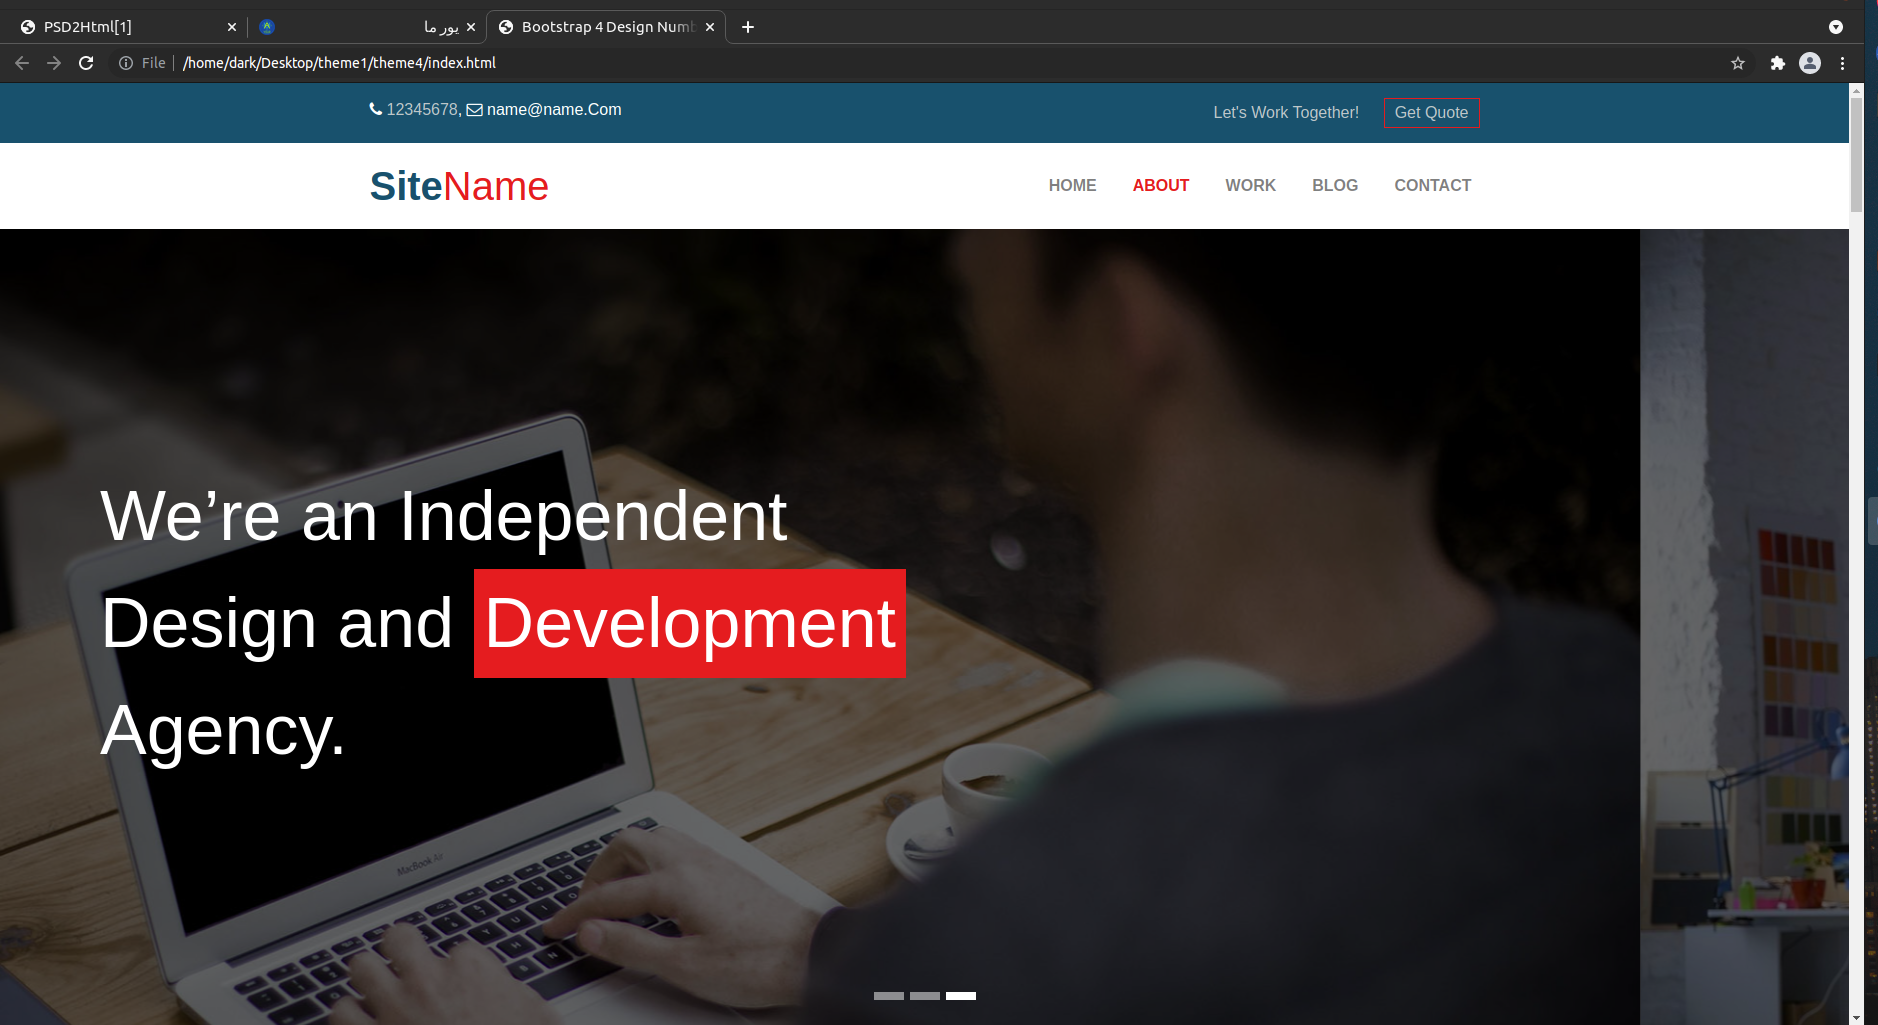 PSD2Html[1]
یور ما
Bootstrap 4 Design Numb
File
/home/dark/Desktop/theme1/theme4/index.html
12345678, name@name.Com
Let's Work Together!
Get Quote
SiteName
HOME
ABOUT
WORK
BLOG
CONTACT
We’re an Independent
Design and Development
Agency.
MacBook Air